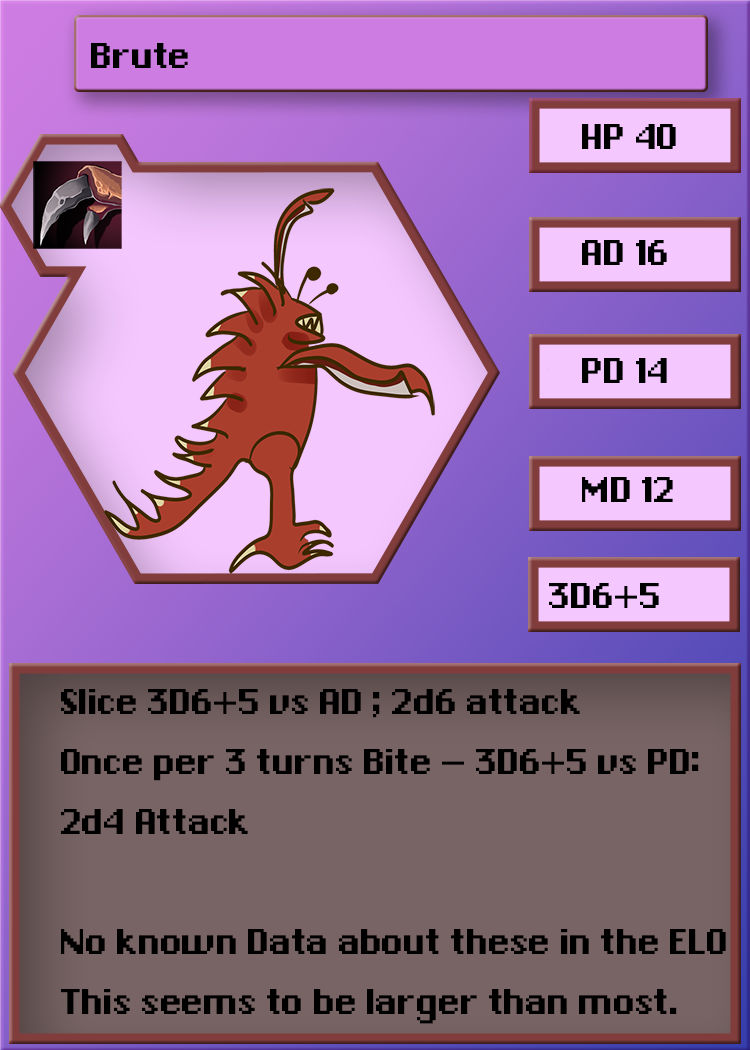 Brute
HP 40
AD 16
PD 14
MD 12
3D6+5
Slice 3D6+5 vs AD ; 2d6 attack
Once per 3 turns Bite – 3D6+5 vs PD:
2d4 Attack
No known Data about these in the ELO
This seems to be larger than most.